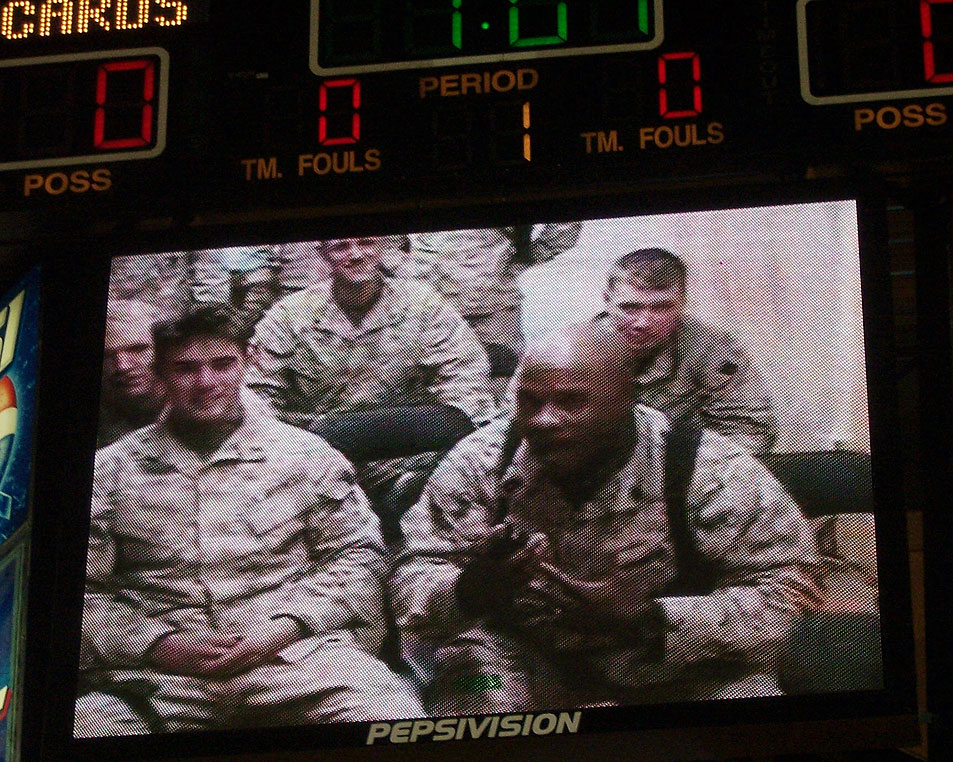 CARDS
PERIOD
0 0 0
1
TM. FOULS TM. FOULS
POSS POSS
PEPSIVISION